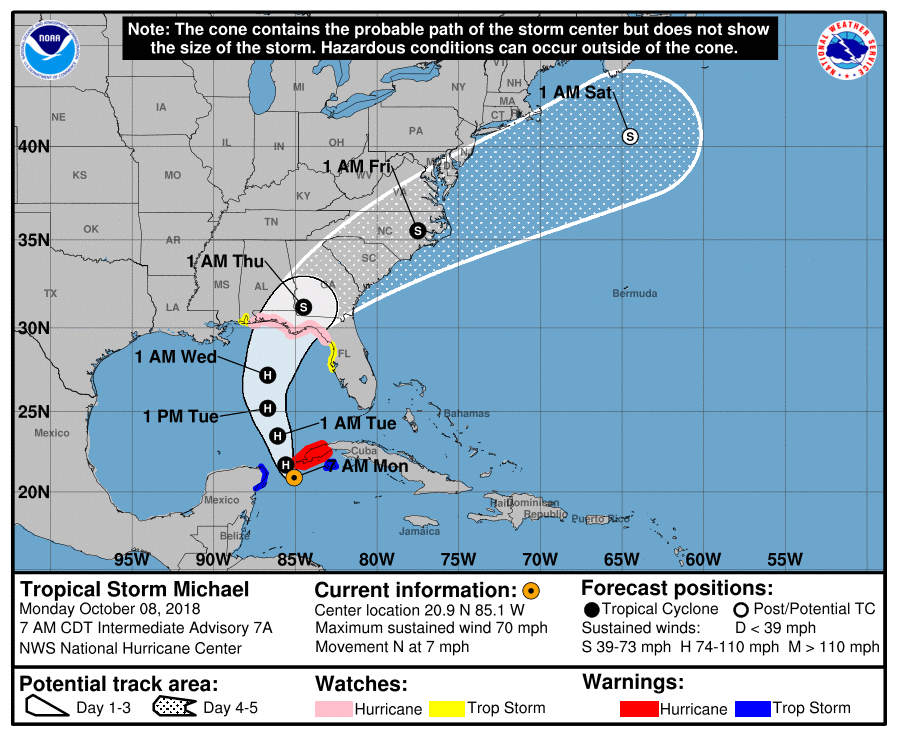 Note: The cone contains the probable path of the storm center but does not show
the size of the storm. Hazardous conditions can occur outside of the cone.
NOAA
NATIONAL WEATHER SERVICE
VT
NH
MI
NY
MA
CT
1 AM Sat
NE
IA
PA
IL
IN
OH
40N
1 AM Fri
KS
MO
WV
KY
VA
DE
35N
OK
AR
TN
NC
SC
1 AM Thu
MS
AL
GA
TX
LA
Bermuda
30N
1 AM Wed
FL
25N
1 PM Tue
1 AM Tue
Bahamas
Mexico
Cuba
7 AM Mon
20N
Mexico
Haiti
Dominican
Republic
Puerto Rico
Belize
Jamaica
H
H
H
H
S
S
S
95W
90W
85W
80W
75W
70W
65W
60W
55W
Tropical Storm Michael
Monday October 08, 2018
7 AM CDT Intermediate Advisory 7A
NWS National Hurricane Center
Current information:
Center location 20.9 N 85.1 W
Maximum sustained wind 70 mph
Movement N at 7 mph
Forecast positions:
Tropical Cyclone Post/Potential TC
Sustained winds: D < 39 mph
S 39-73 mph H 74-110 mph M > 110 mph
Potential track area:
Day 1-3 Day 4-5
Watches:
Hurricane Trop Storm
Warnings:
Hurricane Trop Storm